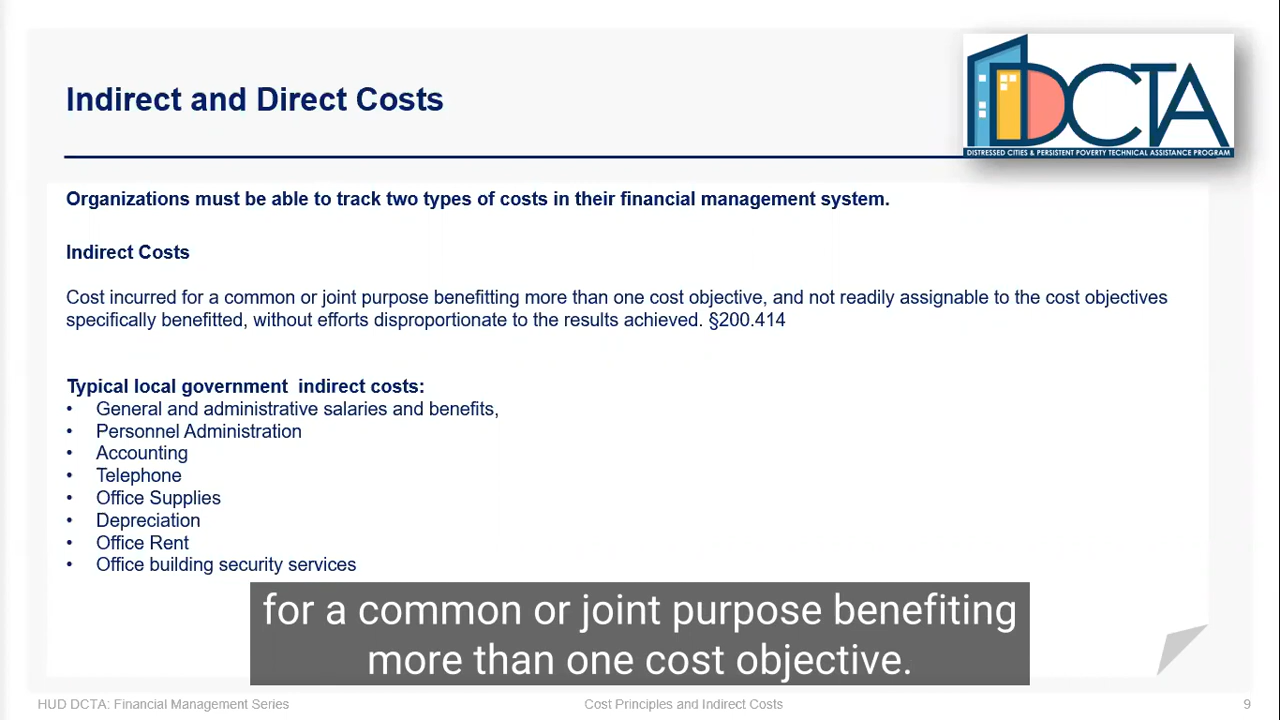 Indirect and Direct Costs
DCTA
DISTRESSED CITIES & PERSISTENT POVERTY TECHNICAL ASSISTANCE PROGRAM
Organizations must be able to track two types of costs in their financial management system.
Indirect Costs
Cost incurred for a common or joint purpose benefitting more than one cost objective, and not readily assignable to the cost objectives
specifically benefitted, without efforts disproportionate to the results achieved. §200.414
Typical local government  indirect costs:
• General and administrative salaries and benefits,
• Personnel Administration
• Accounting
• Telephone
• Office Supplies
• Depreciation
• Office Rent
• Office building security services
for a common or joint purpose benefiting
more than one cost objective.
HUD DCTA: Financial Management Series
Cost Principles and Indirect Costs
9